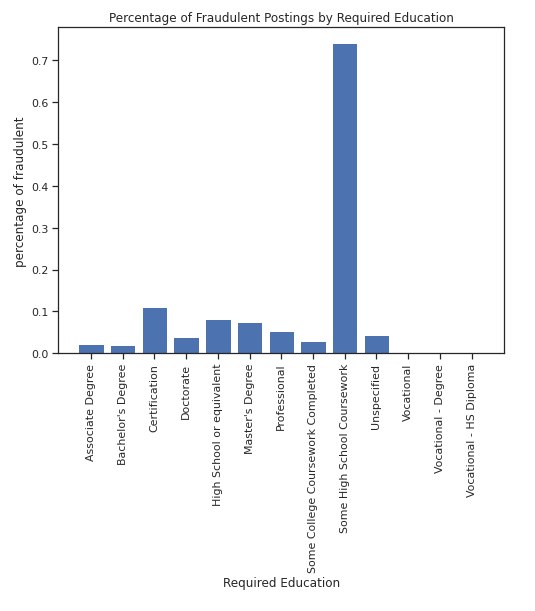 Percentage of Fraudulent Postings by Required Education
percentage of fraudulent
0.7
0.6
0.5
0.4
0.3
0.2
0.1
0.0
Associate Degree
Bachelor's Degree
Certification
Doctorate
High School or equivalent
Master's Degree
Professional
Some College Coursework Completed
Some High School Coursework
Unspecified
Vocational
Vocational - Degree
Vocational - HS Diploma
Required Education